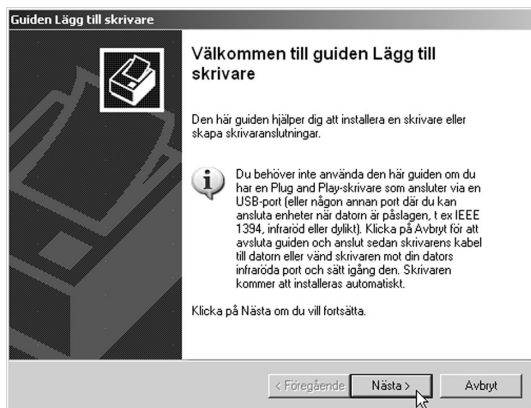 Guiden Lägg till skrivare
Välkommen till guiden Lägg till
skrivare
Den här guiden hjälper dig att installera en skrivare eller
skapa skrivaranslutningar.
Du behöver inte använda den här guiden om du
har en Plug and Play-skrivare som ansluter via en
USB-port (eller någon annan port där du kan
ansluta enheter när datorn är påslagen, t ex IEEE
1394, infraröd eller dylikt). Klicka på Avbryt för att
avsluta guiden och anslut sedan skrivarens kabel
till datorn eller vänd skrivaren mot din dators
infraröda port och sätt igång den. Skrivaren
kommer att installeras automatiskt.
Klicka på Nästa om du vill fortsätta.
< Föregående Nästa > Avbryt